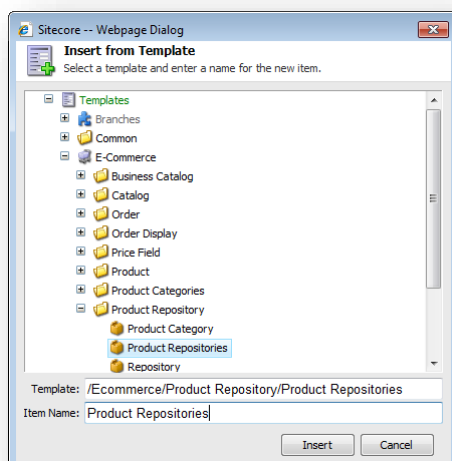 Sitecore -- Webpage Dialog
Insert from Template
Select a template and enter a name for the new item.
Templates
Branches
Common
E-Commerce
Business Catalog
Catalog
Order
Order Display
Price Field
Product
Product Categories
Product Repository
Product Category
Product Repositories
Repository
Template: /Ecommerce/Product Repository/Product Repositories
Item Name: Product Repositories
Insert Cancel